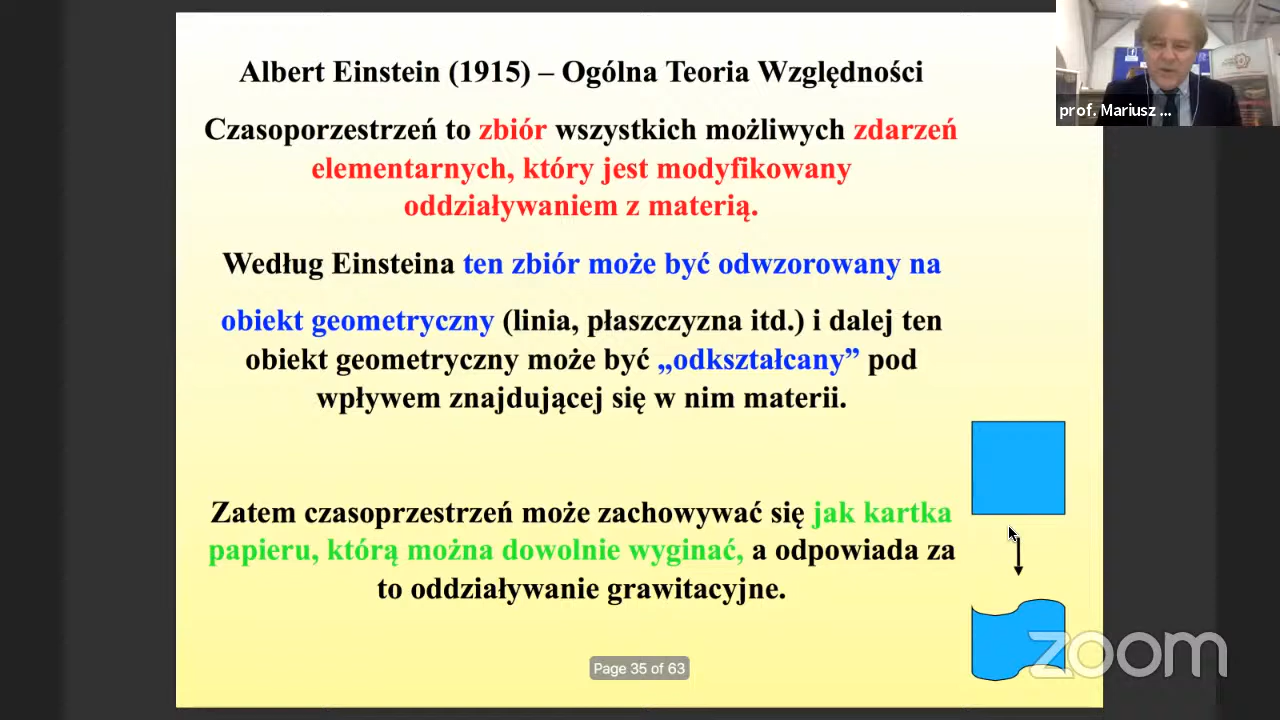 Albert Einstein (1915) – Ogólna Teoria Względności
Czasoporzestrzeń to zbiór wszystkich możliwych zdarzeń
elementarnych, który jest modyfikowany
oddziaływaniem z materią.
Według Einsteina ten zbiór może być odwzorowany na
obiekt geometryczny (linia, płaszczyzna itd.) i dalej ten
obiekt geometryczny może być „odkształcany” pod
wpływem znajdującej się w nim materii.
Zatem czasoprzestrzeń może zachowywać się jak kartka
papieru, którą można dowolnie wyginać, a odpowiada za
to oddziaływanie grawitacyjne.
Page 35 of 63
prof. Mariusz ...
zoom